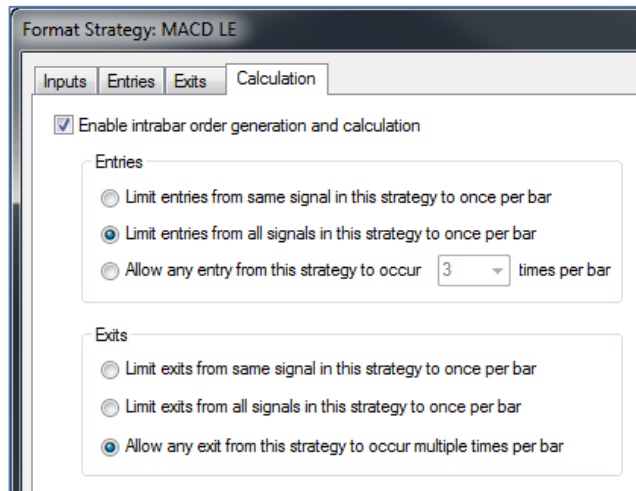 Format Strategy: MACD LE
Inputs Entries Exits Calculation
Enable intrabar order generation and calculation
Entries
Limit entries from same signal in this strategy to once per bar
Limit entries from all signals in this strategy to once per bar
Allow any entry from this strategy to occur 3 times per bar
Exits
Limit exits from same signal in this strategy to once per bar
Limit exits from all signals in this strategy to once per bar
Allow any exit from this strategy to occur multiple times per bar